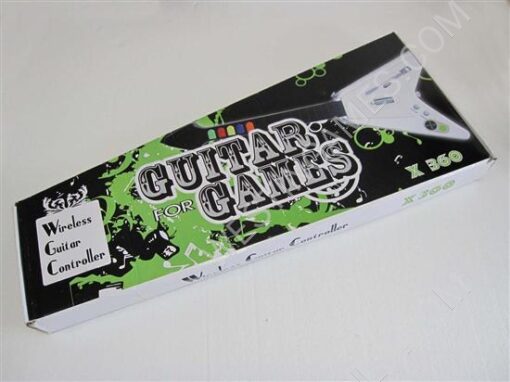 GUITAR
FOR GAMES
X 360
Wireless
Guitar
Controller
X 360
Wireless Guitar Controller